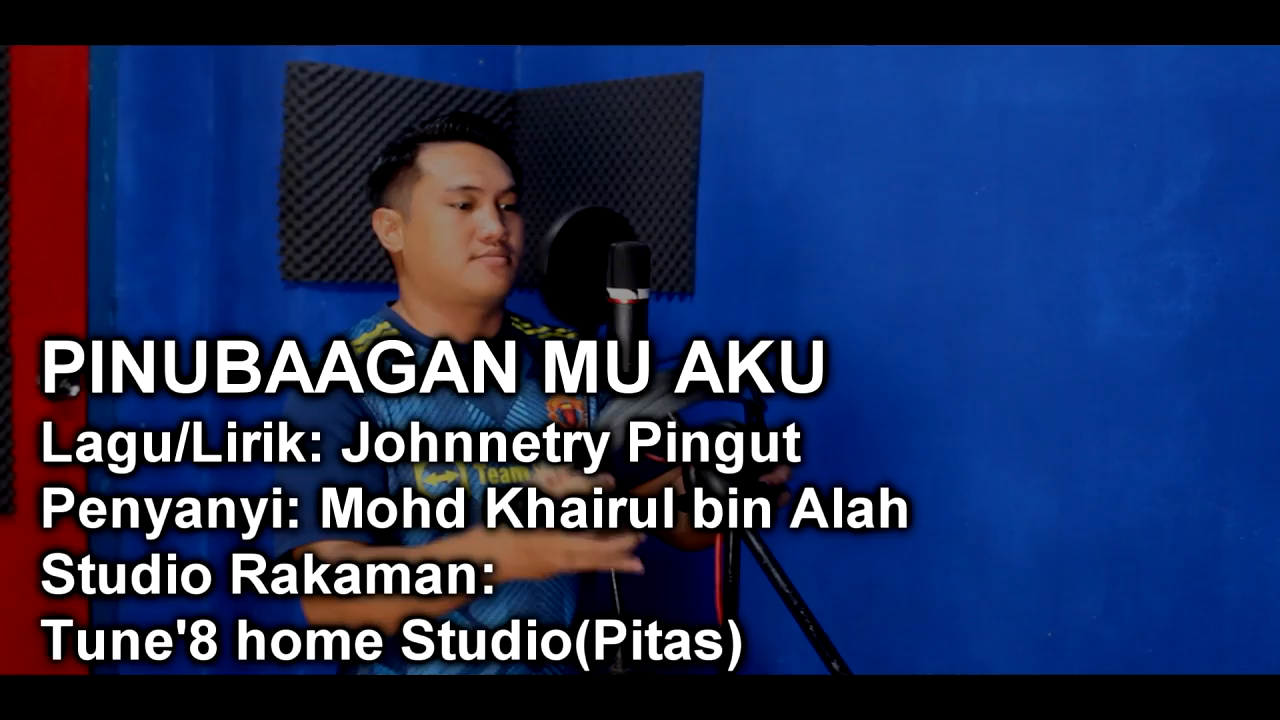 PINUBAAGAN MU AKU
Lagu/Lirik: Johnnetry Pingut
Penyanyi: Mohd Khairul bin Alah
Studio Rakaman:
Tune'8 home Studio(Pitas)
Team